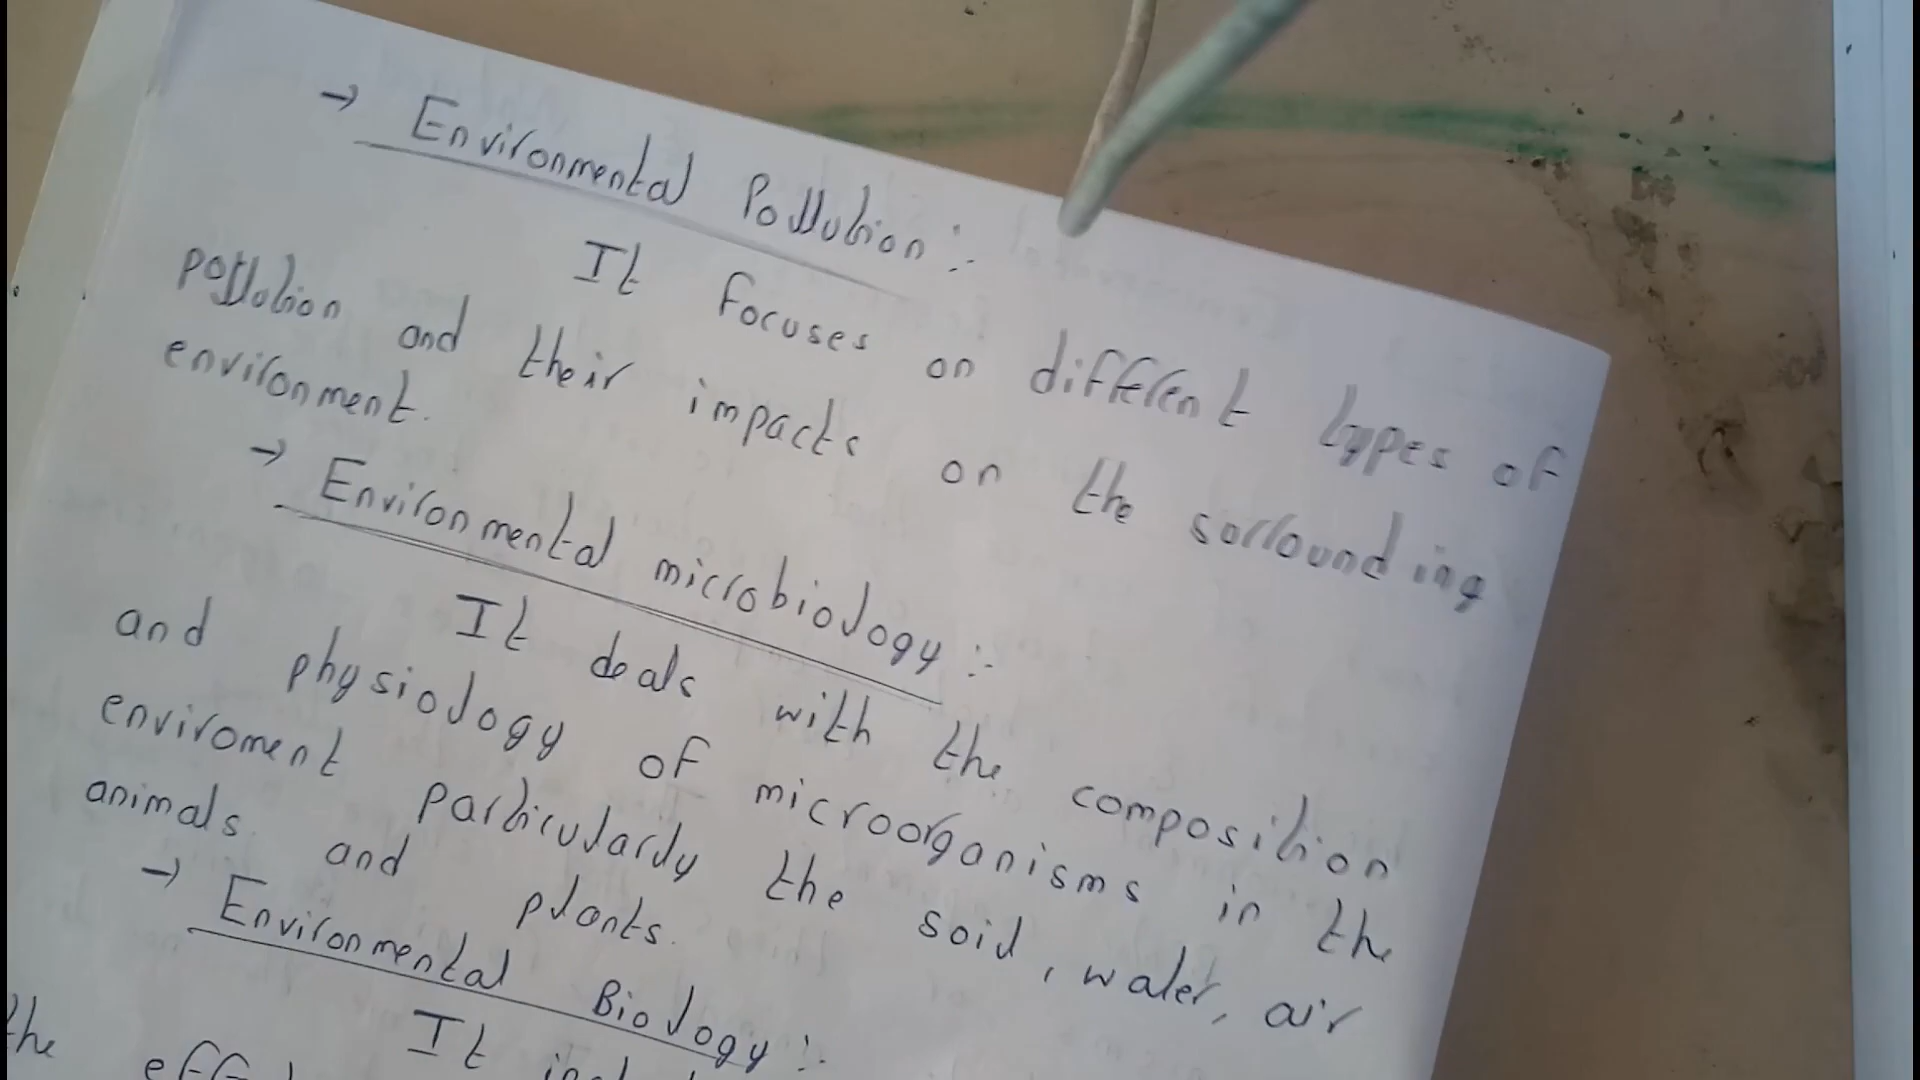 → Environmental Pollution :-
It focuses on different types of
pollution and their impacts on the sorrounding
environment.
→ Environmental microbiology :-
It deals with the composition
and physiology of microorganisms in the
enviroment particularly the soil, water, air
animals and plants.
→ Environmental Biology :-
It
the